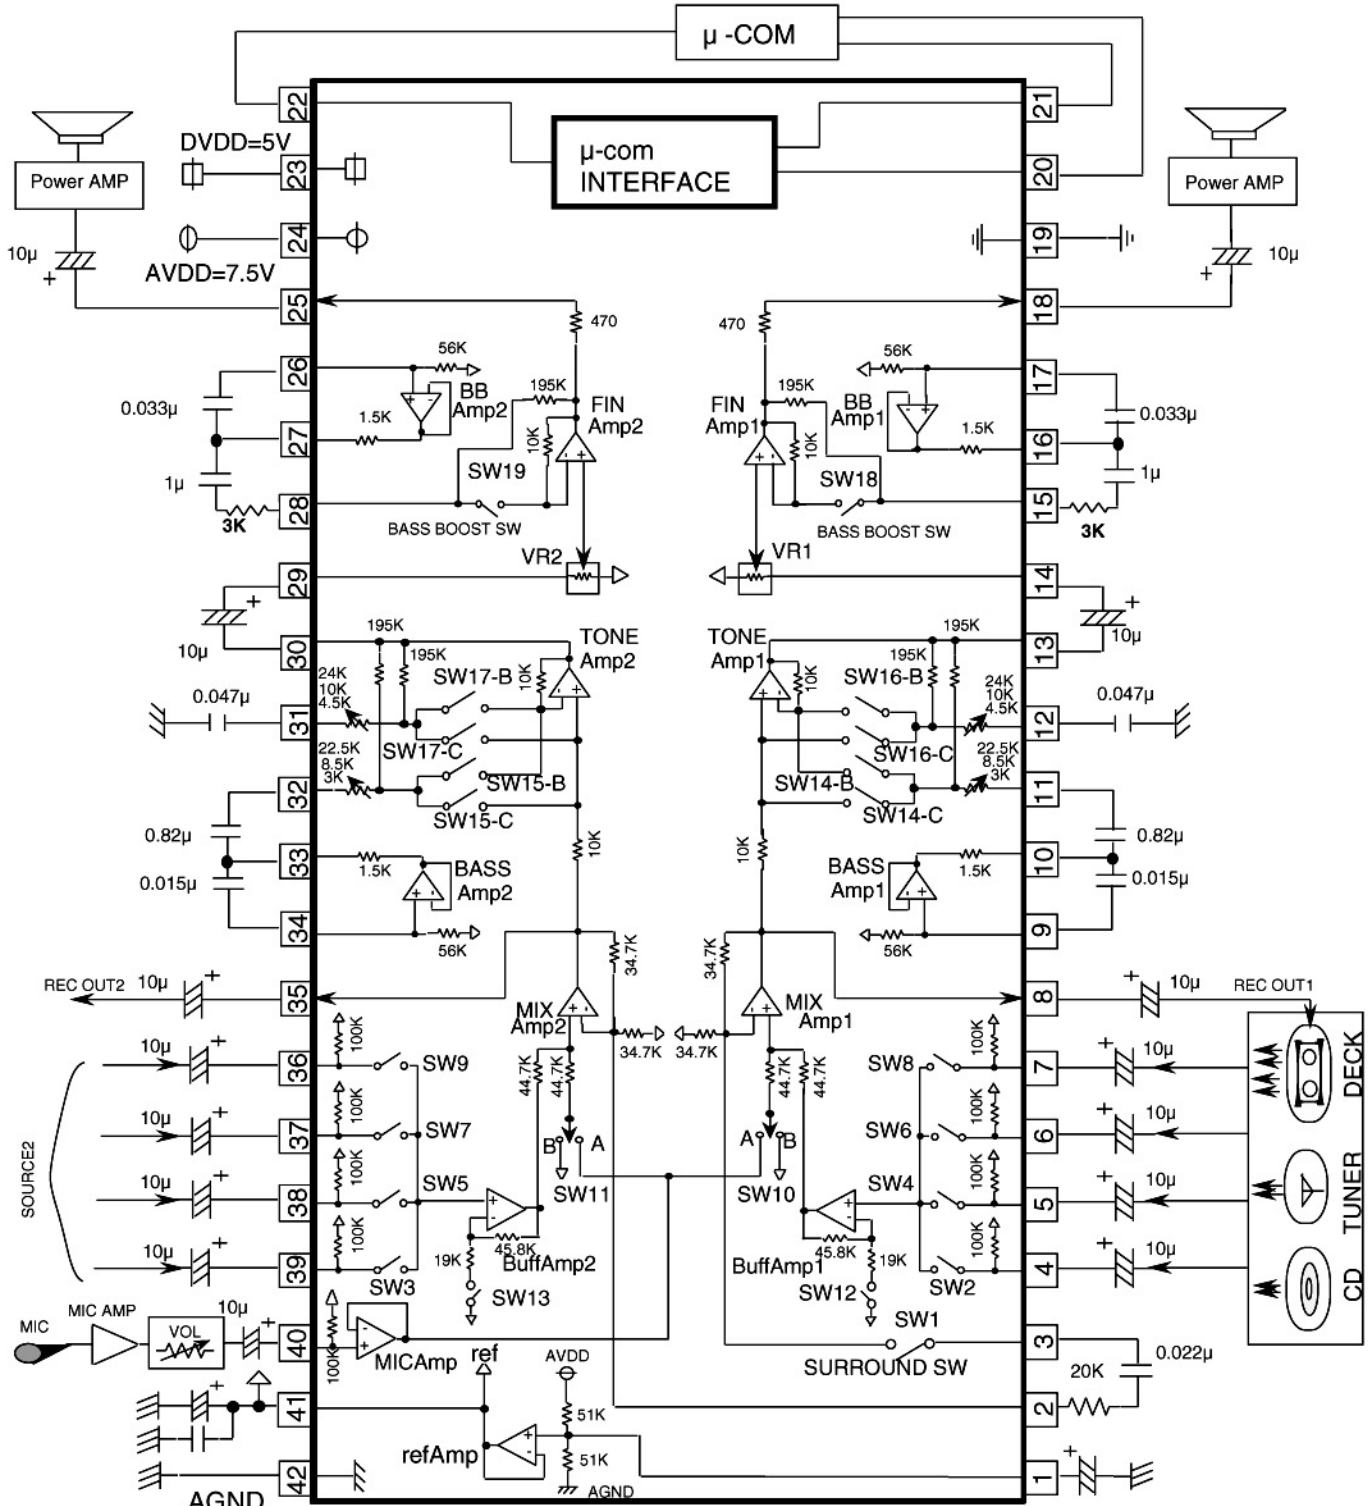 µ -COM
22
21
µ-com
INTERFACE
DVDD=5V
Power AMP
23
20
Power AMP
10µ
+
24
19
+
10µ
AVDD=7.5V
25
18
470
470
26
56K
56K
17
0.033µ
BB
Amp2
195K
FIN
Amp2
FIN
Amp1
195K
BB
Amp1
0.033µ
27
1.5K
10K
10K
1.5K
16
1µ
SW19
SW18
1µ
3K
28
15
3K
BASS BOOST SW
BASS BOOST SW
VR2
VR1
29
14
+
+
10µ
10µ
30
195K
195K
TONE
Amp2
TONE
Amp1
195K
195K
13
24K
10K
4.5K
SW17-B
10K
10K
SW16-B
24K
10K
4.5K
0.047µ
31
12
0.047µ
SW17-C
SW16-C
22.5K
8.5K
3K
22.5K
8.5K
3K
32
SW15-B
SW14-B
11
SW15-C
SW14-C
0.82µ
10K
10K
0.82µ
33
1.5K
BASS
Amp2
BASS
Amp1
1.5K
10
0.015µ
0.015µ
34
56K
34.7K
34.7K
56K
9
REC OUT2
10µ
+
35
MIX
Amp2
MIX
Amp1
8
+
10µ
REC OUT1
34.7K
34.7K
10µ
+
36
100K
SW9
44.7K
44.7K
44.7K
44.7K
SW8
100K
7
+
10µ
DECK
10µ
+
37
100K
SW7
B
A
A
B
SW6
100K
6
+
10µ
SOURCE2
10µ
+
38
100K
SW5
SW11
SW10
SW4
100K
5
+
10µ
TUNER
10µ
+
39
100K
SW3
19K
45.8K
BuffAmp2
BuffAmp1
45.8K
19K
SW2
100K
4
+
10µ
CD
SW13
SW12
MIC
MIC AMP
VOL
10µ
+
40
100K
MICAmp
SW1
SURROUND SW
3
0.022µ
ref
AVDD
20K
+
41
51K
2
refAmp
51K
AGND
42
1
+
AGND